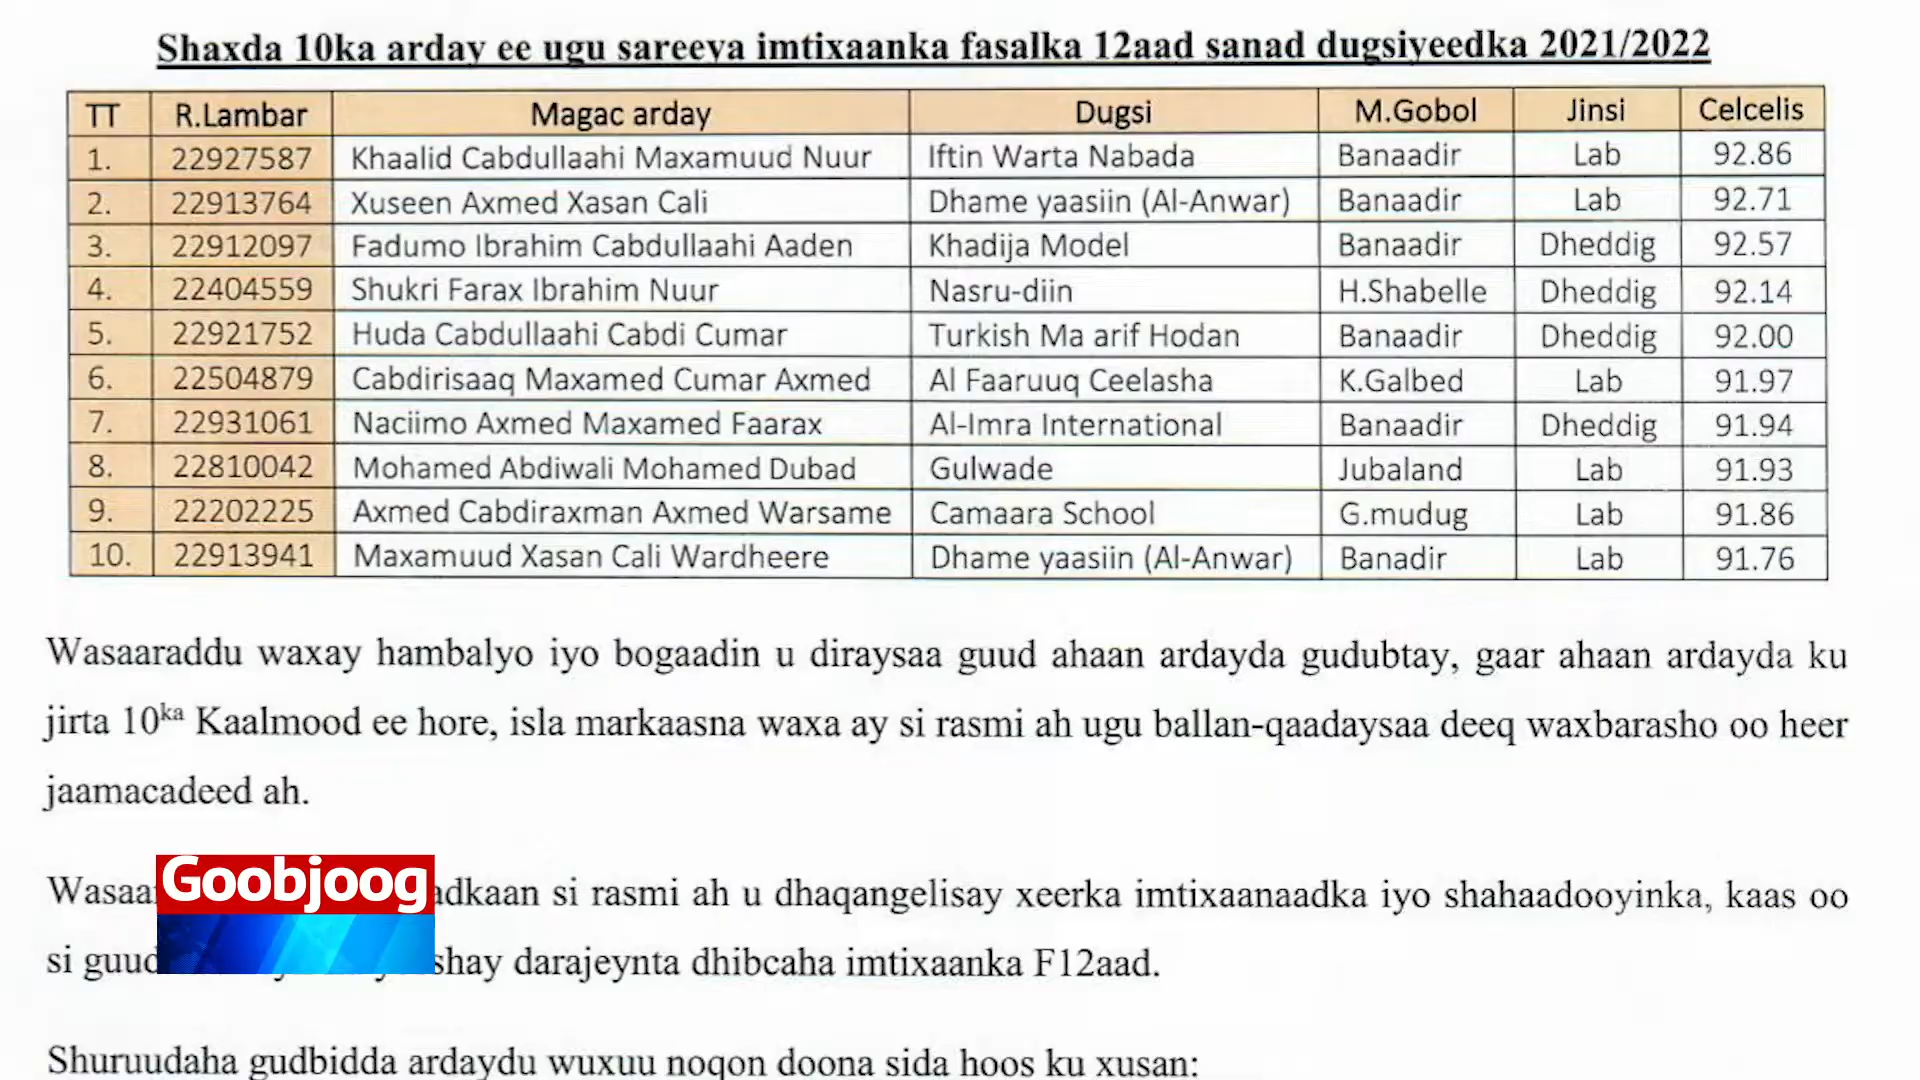 Shaxda 10ka arday ee ugu sareeya imtixaanka fasalka 12aad sanad dugsiyeedka 2021/2022
TT R.Lambar Magac arday Dugsi M.Gobol Jinsi Celcelis
1. 22927587 Khaalid Cabdullaahi Maxamuud Nuur Iftin Warta Nabada Banaadir Lab 92.86
2. 22913764 Xuseen Axmed Xasan Cali Dhame yaasiin (Al-Anwar) Banaadir Lab 92.71
3. 22912097 Fadumo Ibrahim Cabdullaahi Aaden Khadija Model Banaadir Dheddig 92.57
4. 22404559 Shukri Farax Ibrahim Nuur Nasru-diin H.Shabelle Dheddig 92.14
5. 22921752 Huda Cabdullaahi Cabdi Cumar Turkish Ma arif Hodan Banaadir Dheddig 92.00
6. 22504879 Cabdirisaaq Maxamed Cumar Axmed Al Faaruuq Ceelasha K.Galbed Lab 91.97
7. 22931061 Naciimo Axmed Maxamed Faarax Al-Imra International Banaadir Dheddig 91.94
8. 22810042 Mohamed Abdiwali Mohamed Dubad Gulwade Jubaland Lab 91.93
9. 22202225 Axmed Cabdiraxman Axmed Warsame Camaara School G.mudug Lab 91.86
10. 22913941 Maxamuud Xasan Cali Wardheere Dhame yaasiin (Al-Anwar) Banadir Lab 91.76
Wasaaraddu waxay hambalyo iyo bogaadin u diraysaa guud ahaan ardayda gudubtay, gaar ahaan ardayda ku
jirta 10ka Kaalmood ee hore, isla markaasna waxa ay si rasmi ah ugu ballan-qaadaysaa deeq waxbarasho oo heer
jaamacadeed ah.
Goobjoog
si rasmi ah u dhaqangelisay xeerka imtixaanaadka iyo shahaadooyinka, kaas oo
si darajeynta dhibcaha imtixaanka F12aad.
Shuruudaha gudbidda ardaydu wuxuu noqon doona sida hoos ku xusan: